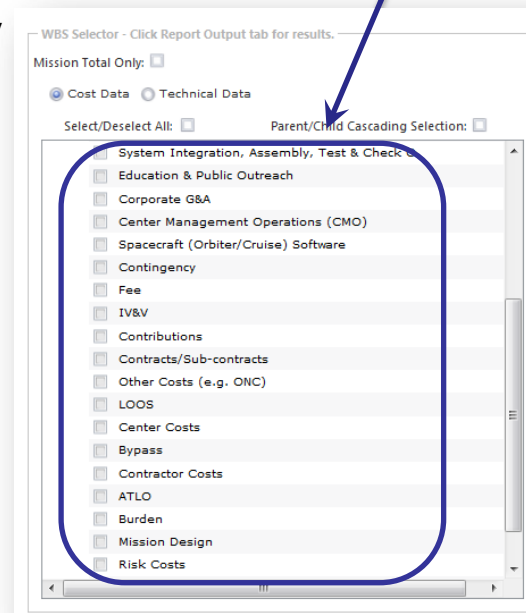 WBS Selector - Click Report Output tab for results.
Mission Total Only:
Cost Data Technical Data
Select/Deselect All: Parent/Child Cascading Selection:
System Integration, Assembly, Test & Check
Education & Public Outreach
Corporate G&A
Center Management Operations (CMO)
Spacecraft (Orbiter/Cruise) Software
Contingency
Fee
IV&V
Contributions
Contracts/Sub-contracts
Other Costs (e.g. ONC)
LOOS
Center Costs
Bypass
Contractor Costs
ATLO
Burden
Mission Design
Risk Costs